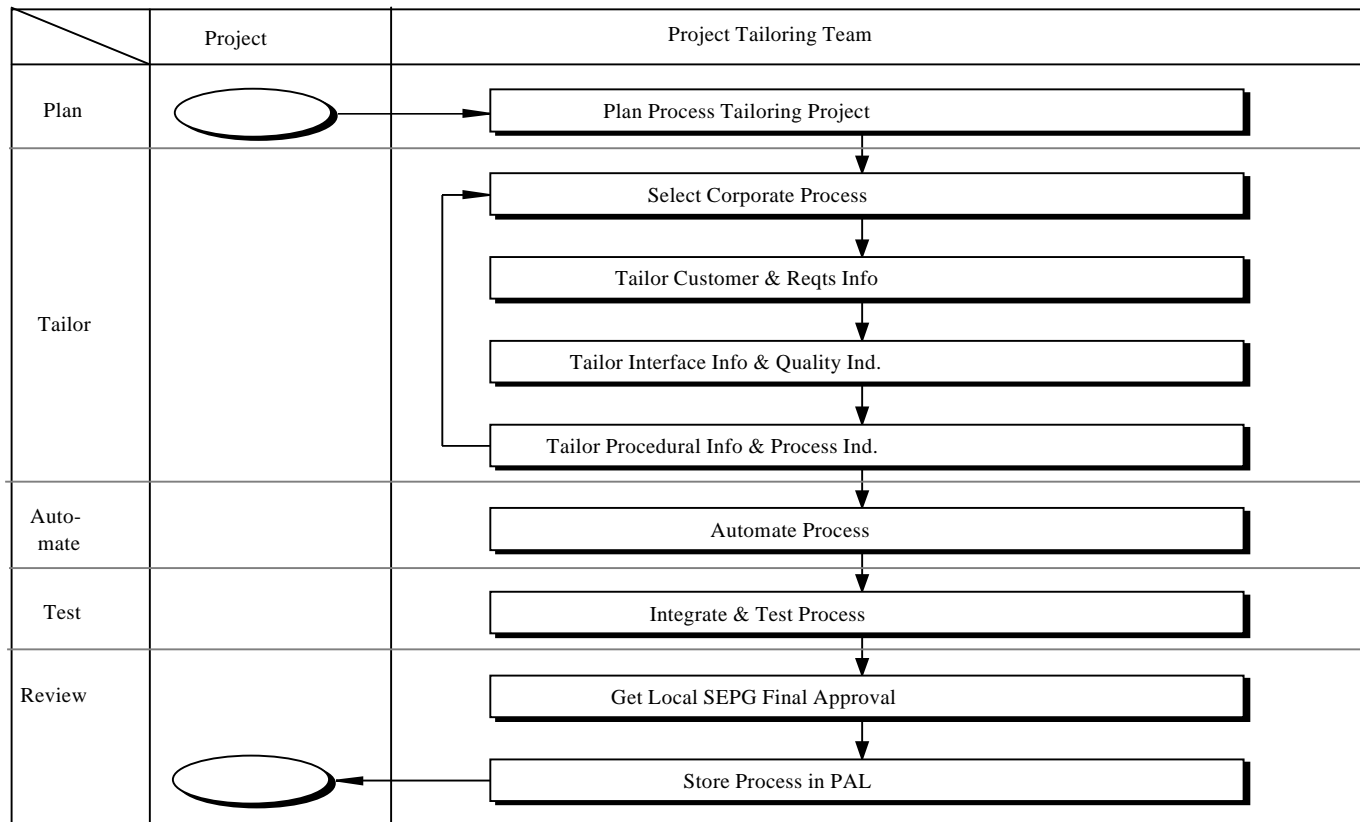 Project
Project Tailoring Team
Plan
Plan Process Tailoring Project
Select Corporate Process
Tailor Customer & Reqts Info
Tailor
Tailor Interface Info & Quality Ind.
Tailor Procedural Info & Process Ind.
Auto-
mate
Automate Process
Test
Integrate & Test Process
Review
Get Local SEPG Final Approval
Store Process in PAL